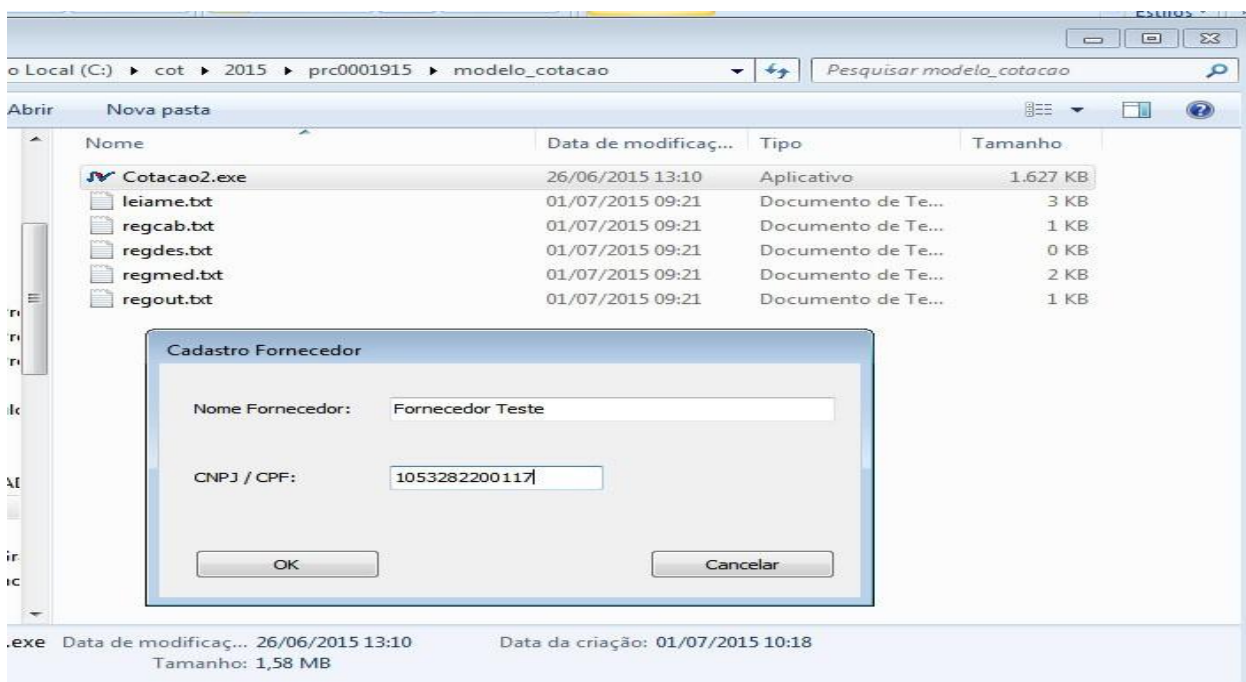 Estilos
o Local (C:) ▸ cot ▸ 2015 ▸ prc0001915 ▸ modelo_cotacao Pesquisar modelo_cotacao
Abrir Nova pasta
Nome Data de modificaç... Tipo Tamanho
Cotacao2.exe 26/06/2015 13:10 Aplicativo 1.627 KB
leiame.txt 01/07/2015 09:21 Documento de Te... 3 KB
regcab.txt 01/07/2015 09:21 Documento de Te... 1 KB
regdes.txt 01/07/2015 09:21 Documento de Te... 0 KB
regmed.txt 01/07/2015 09:21 Documento de Te... 2 KB
regout.txt 01/07/2015 09:21 Documento de Te... 1 KB
Cadastro Fornecedor
Nome Fornecedor: Fornecedor Teste
CNPJ / CPF: 1053282200117
OK Cancelar
.exe Data de modificaç... 26/06/2015 13:10 Data da criação: 01/07/2015 10:18
Tamanho: 1,58 MB